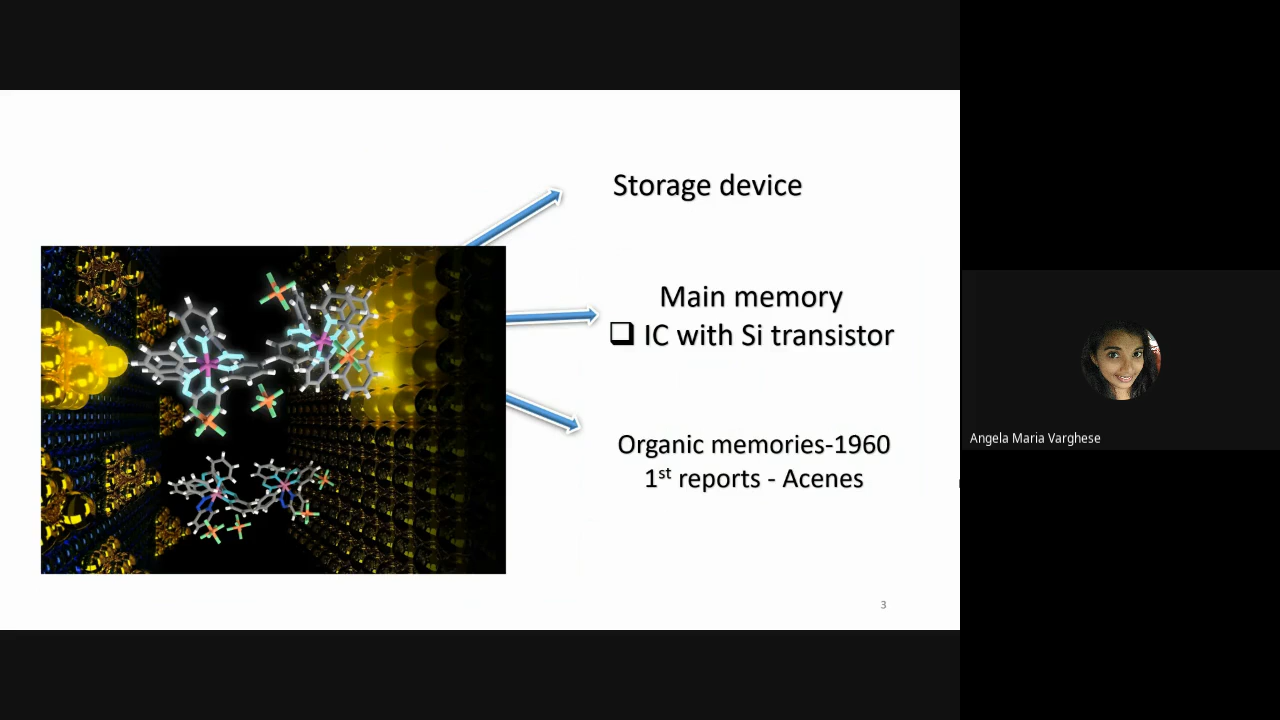 Storage device
Main memory
❑ IC with Si transistor
Organic memories-1960
1st reports - Acenes
3
Angela Maria Varghese